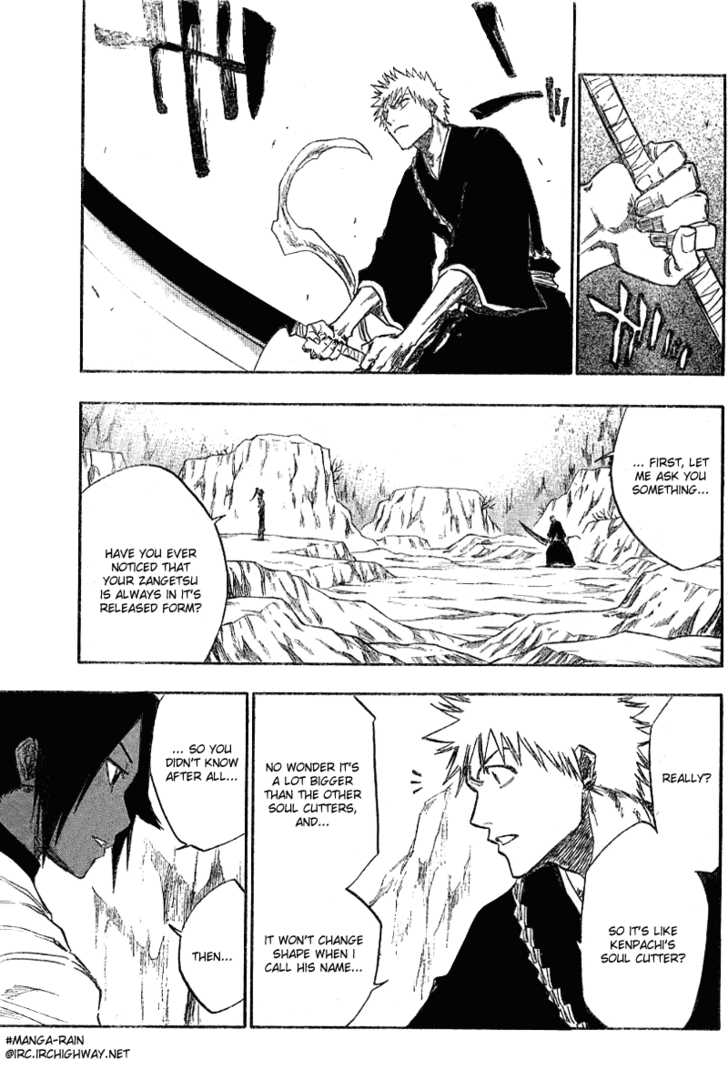 ... FIRST, LET
ME ASK YOU
SOMETHING...
HAVE YOU EVER
NOTICED THAT
YOUR ZANGETSU
IS ALWAYS IN IT'S
RELEASED FORM?
REALLY?
SO IT'S LIKE
KENPACHI'S
SOUL CUTTER?
NO WONDER IT'S
A LOT BIGGER
THAN THE OTHER
SOUL CUTTERS,
AND...
IT WON'T CHANGE
SHAPE WHEN I
CALL HIS NAME...
... SO YOU
DIDN'T KNOW
AFTER ALL...
THEN...
#MANGA-RAIN
@IRC.IRCHIGHWAY.NET